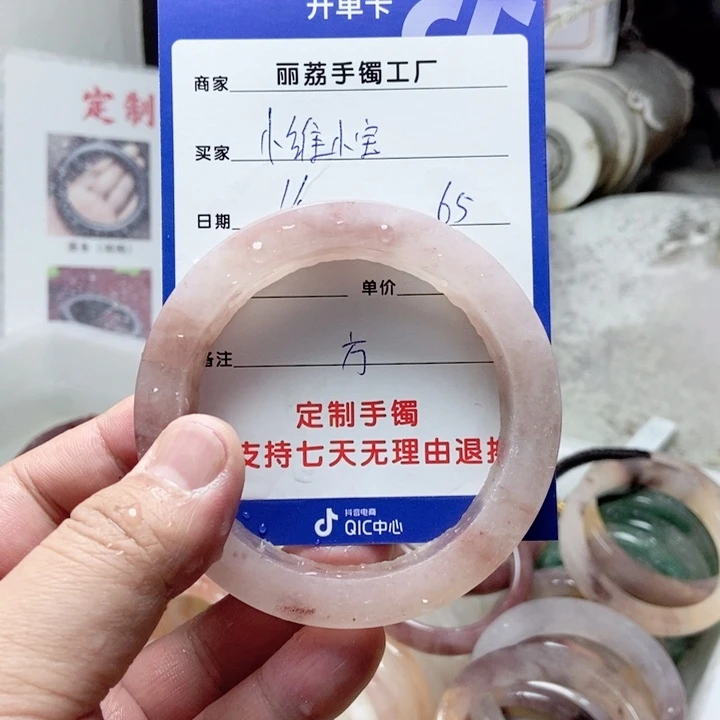 开单卡
定制
商家 丽荔手镯工厂
买家 小维小宝
日期 16 65
单价
备注 方
定制手镯
支持七天无理由退换
抖音电商
QIC中心